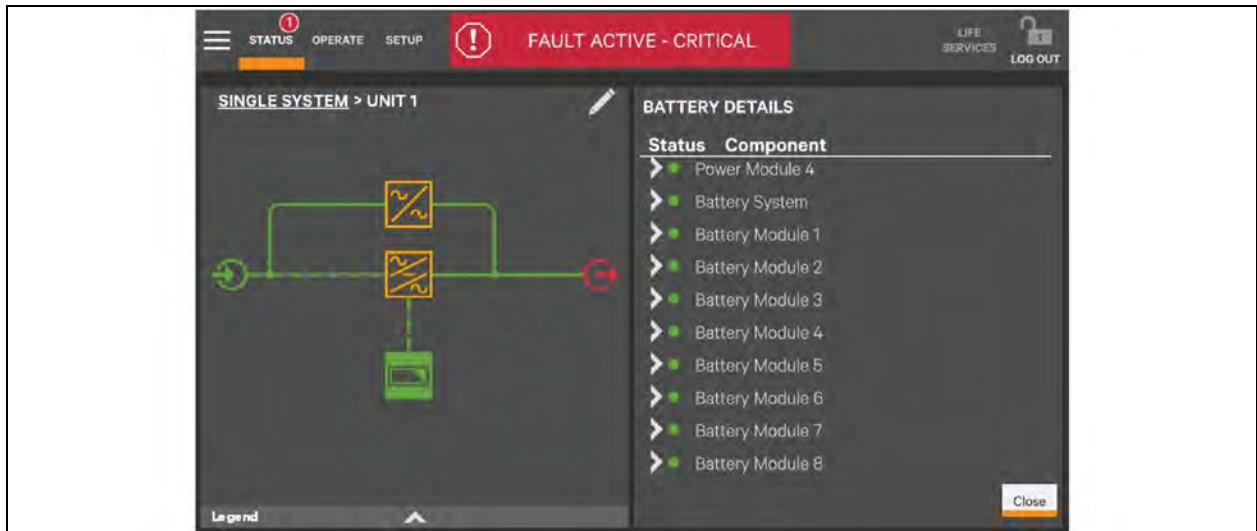 1
STATUS OPERATE SETUP
! FAULT ACTIVE - CRITICAL
LIFE
SERVICES
LOG OUT
SINGLE SYSTEM > UNIT 1
BATTERY DETAILS
Status Component
Power Module 4
Battery System
Battery Module 1
Battery Module 2
Battery Module 3
Battery Module 4
Battery Module 5
Battery Module 6
Battery Module 7
Battery Module 8
Close
Legend